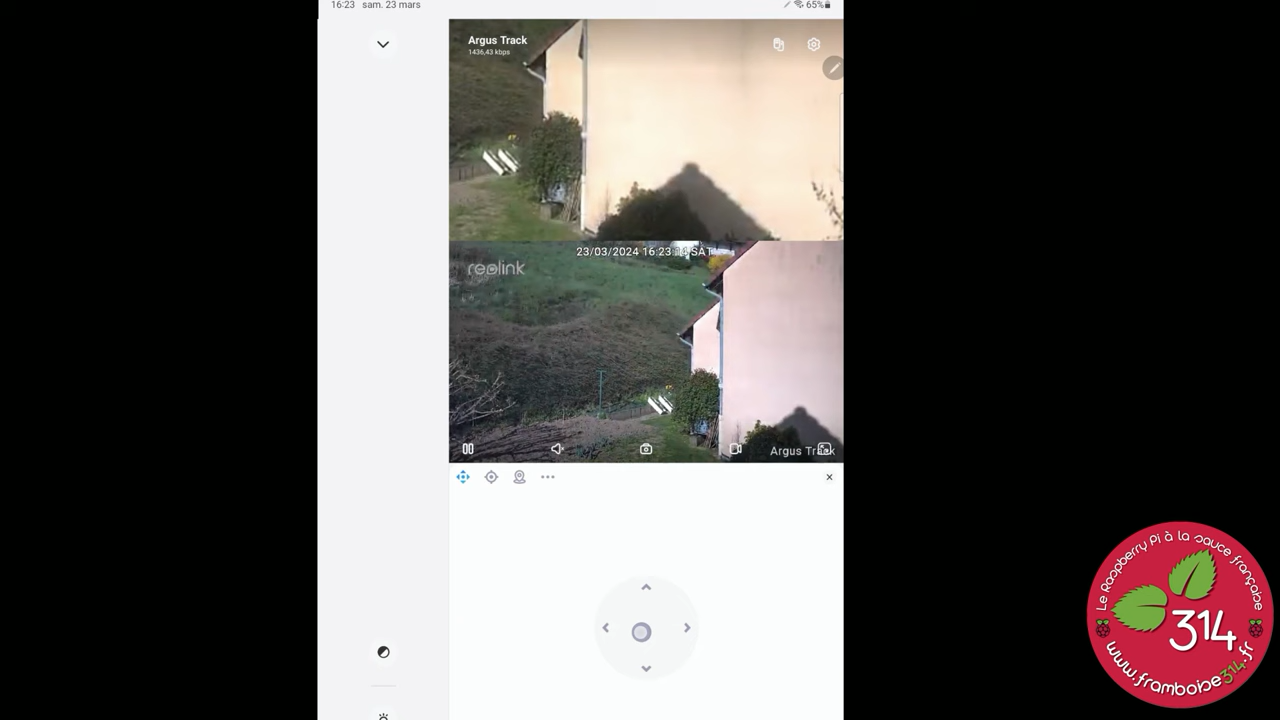 16:23 sam. 23 mars
65%
Argus Track
1436,43 kbps
23/03/2024 16:23:14 SAT
reolink
Argus Track
Le Raspberry Pi à la sauce française
314
www.framboise314.fr